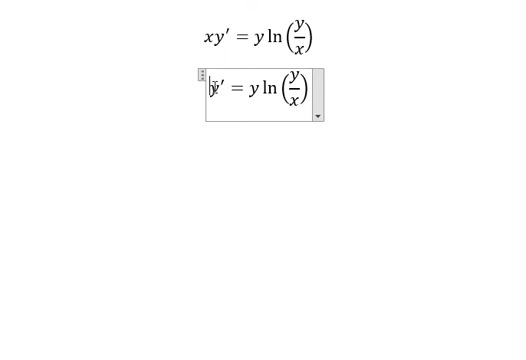 xy′ = y ln(y/x)
y′ = y ln(y/x)